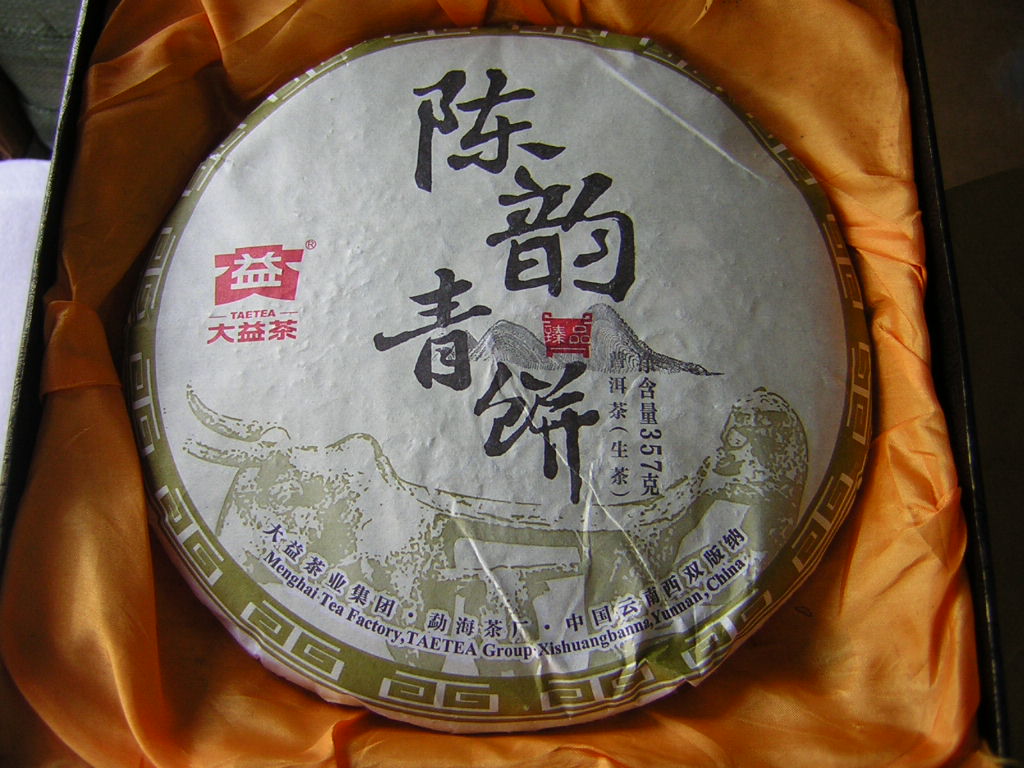 陈韵
青饼
臻品
益®
TAETEA
大益茶
净含量357克
普洱茶(生茶)
大益茶业集团·勐海茶厂·中国云南西双版纳
Menghai Tea Factory,TAETEA Group·Xishuangbanna,Yunnan,China